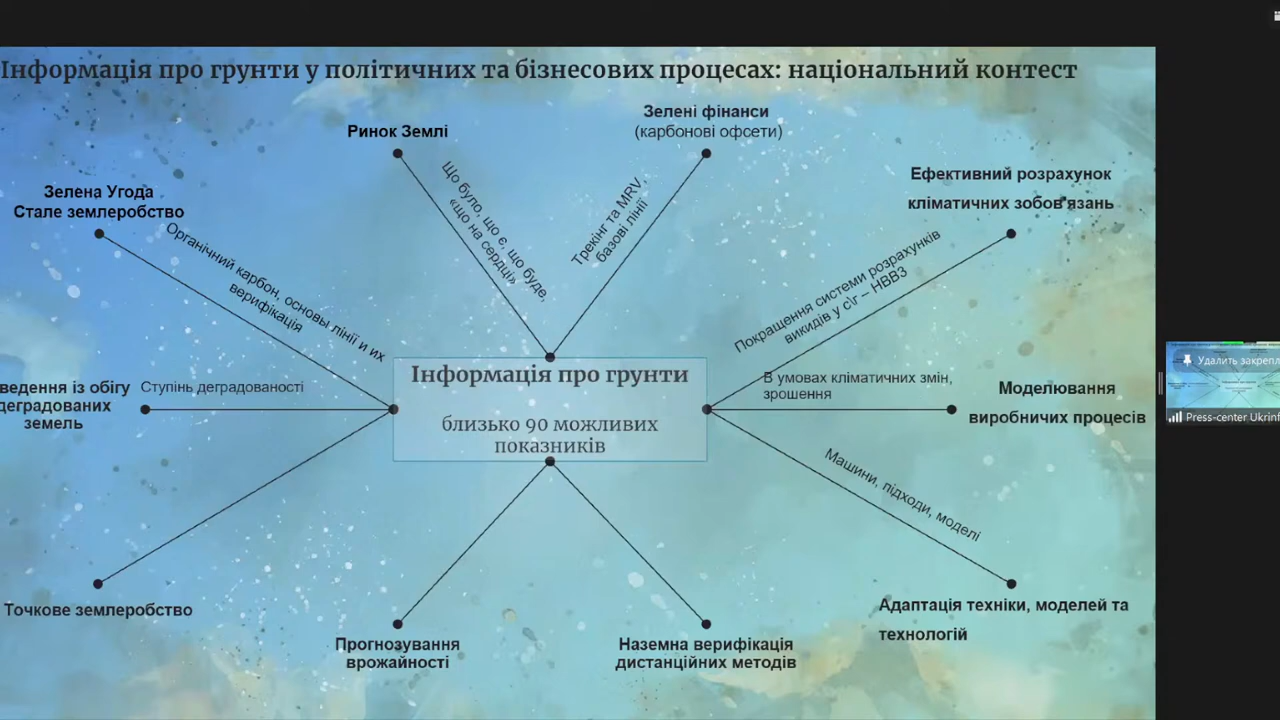 Інформація про грунти у політичних та бізнесових процесах: національний контест
Зелені фінанси
(карбонові офсети)
Ринок Землі
Ефективний розрахунок
кліматичних зобов'язань
Зелена Угода
Стале землеробство
Що було, що є, що буде,
«що на серці»
Трекінг та MRV,
базові лінії
Органічний карбон, основы лінії и их
верифікація
Покращення системи розрахунків
викидів у с\г – НВВ3
Інформація про грунти
близько 90 можливих
показників
ведення із обігу
деградованих
земель
Ступінь деградованості
В умовах кліматичних змін,
зрошення
Моделювання
виробничих процесів
Удалить закрепл
Press-center Ukrinf
Машини, підходи, моделі
Точкове землеробство
Прогнозування
врожайності
Наземна верифікація
дистанційних методів
Адаптація техніки, моделей та
технологій